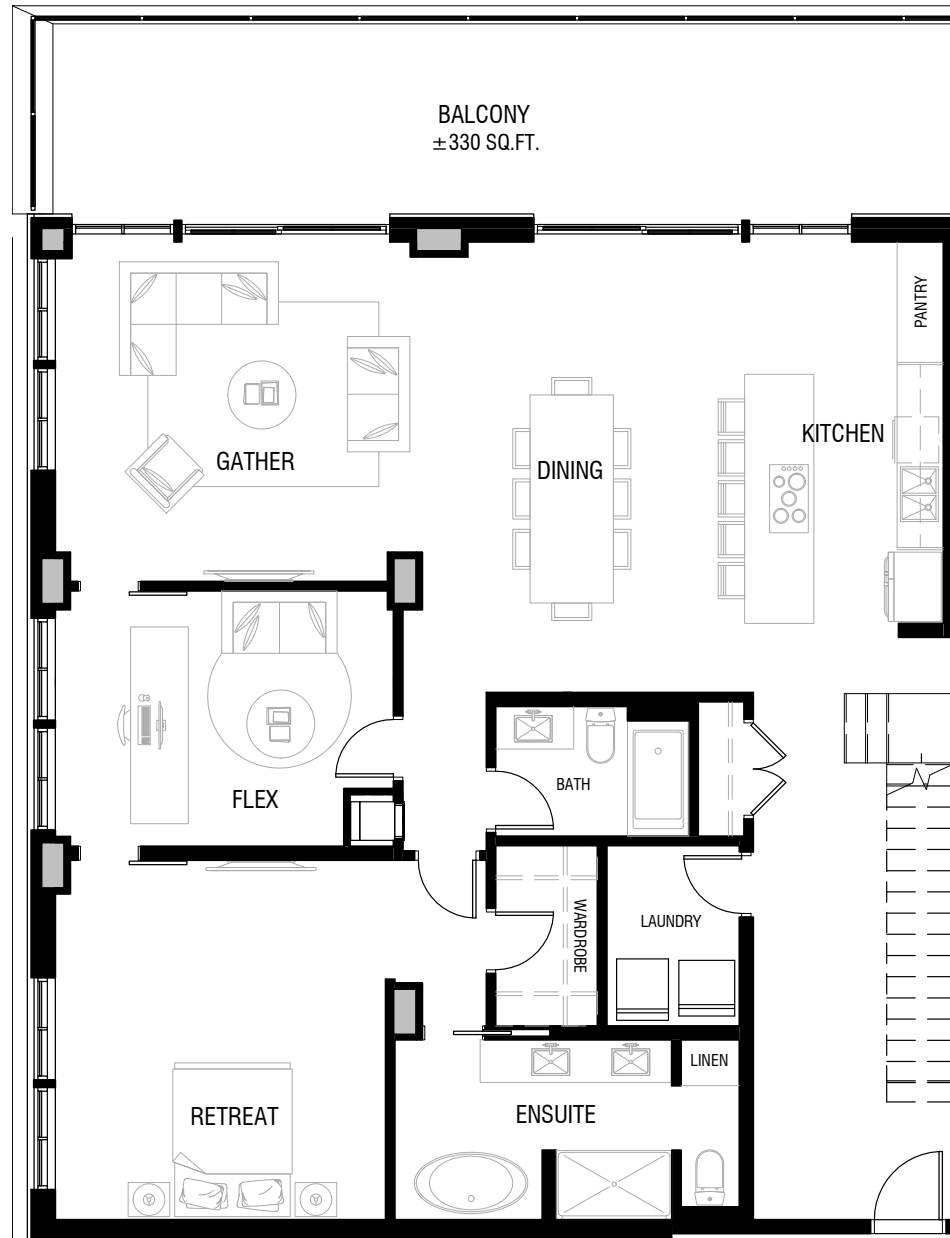 BALCONY
±330 SQ.FT.
PANTRY
KITCHEN
GATHER
DINING
BATH
FLEX
WARDROBE
LAUNDRY
LINEN
RETREAT
ENSUITE